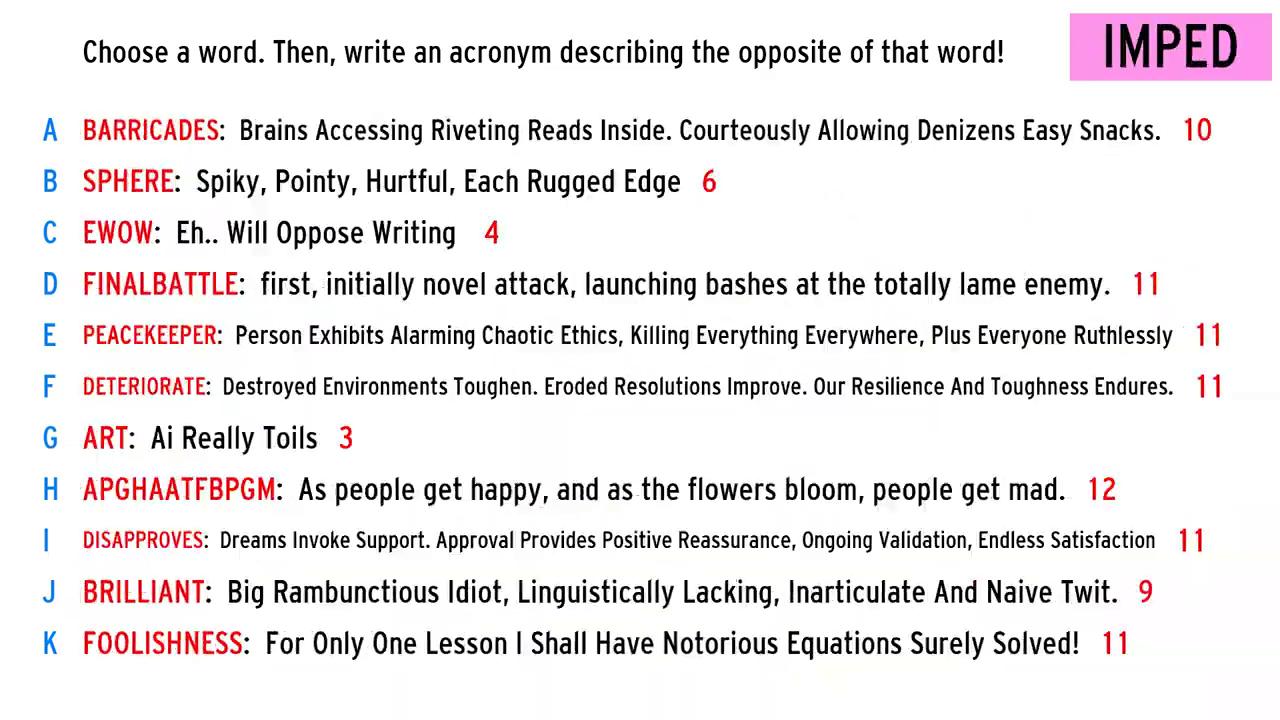 Choose a word. Then, write an acronym describing the opposite of that word!
IMPED
A BARRICADES: Brains Accessing Riveting Reads Inside. Courteously Allowing Denizens Easy Snacks. 10
B SPHERE: Spiky, Pointy, Hurtful, Each Rugged Edge 6
C EWOW: Eh.. Will Oppose Writing 4
D FINALBATTLE: first, initially novel attack, launching bashes at the totally lame enemy. 11
E PEACEKEEPER: Person Exhibits Alarming Chaotic Ethics, Killing Everything Everywhere, Plus Everyone Ruthlessly 11
F DETERIORATE: Destroyed Environments Toughen. Eroded Resolutions Improve. Our Resilience And Toughness Endures. 11
G ART: Ai Really Toils 3
H APGHAATFBPGM: As people get happy, and as the flowers bloom, people get mad. 12
I DISAPPROVES: Dreams Invoke Support. Approval Provides Positive Reassurance, Ongoing Validation, Endless Satisfaction 11
J BRILLIANT: Big Rambunctious Idiot, Linguistically Lacking, Inarticulate And Naive Twit. 9
K FOOLISHNESS: For Only One Lesson I Shall Have Notorious Equations Surely Solved! 11